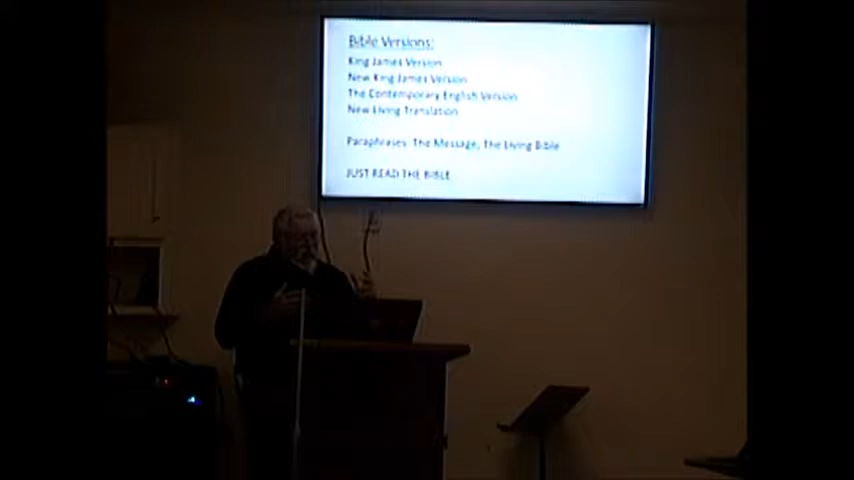 Bible Versions:
King James Version
New King James Version
The Contemporary English Version
New Living Translation
Paraphrases: The Message, The Living Bible
JUST READ THE BIBLE